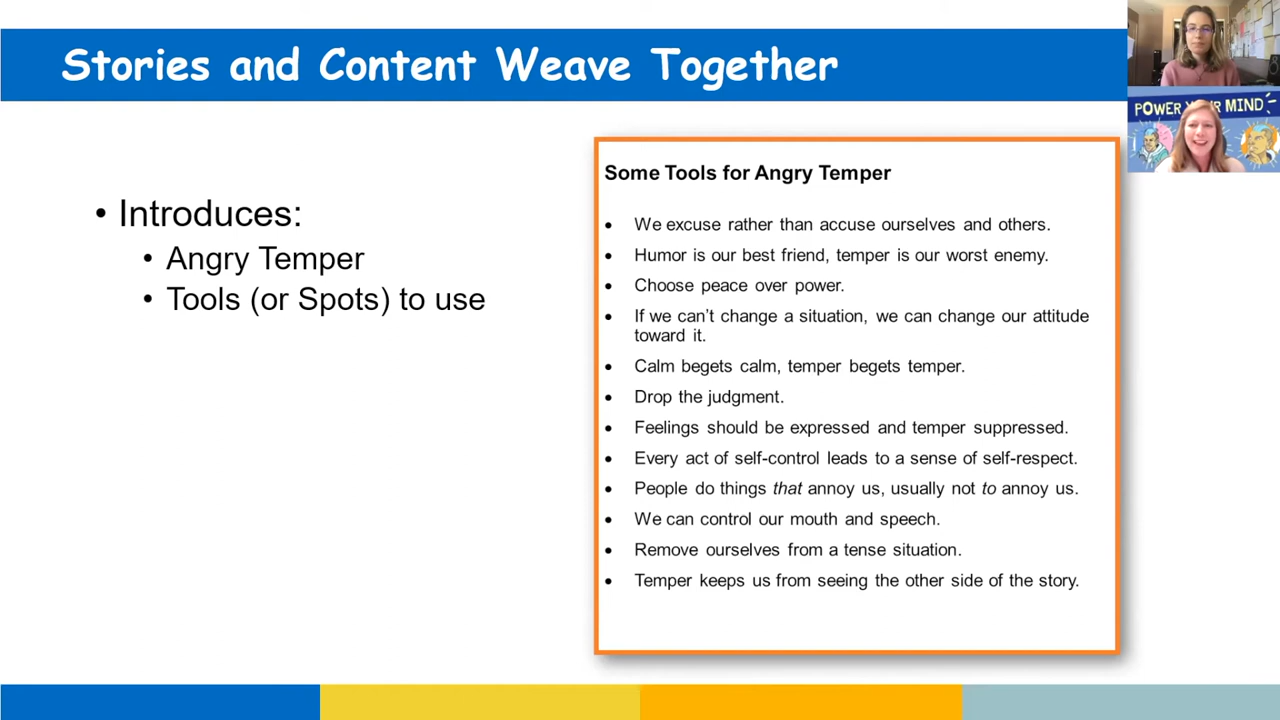 Stories and Content Weave Together
POWER YOUR MIND
• Introduces:
• Angry Temper
• Tools (or Spots) to use
Some Tools for Angry Temper
• We excuse rather than accuse ourselves and others.
• Humor is our best friend, temper is our worst enemy.
• Choose peace over power.
• If we can't change a situation, we can change our attitude
toward it.
• Calm begets calm, temper begets temper.
• Drop the judgment.
• Feelings should be expressed and temper suppressed.
• Every act of self-control leads to a sense of self-respect.
• People do things that annoy us, usually not to annoy us.
• We can control our mouth and speech.
• Remove ourselves from a tense situation.
• Temper keeps us from seeing the other side of the story.